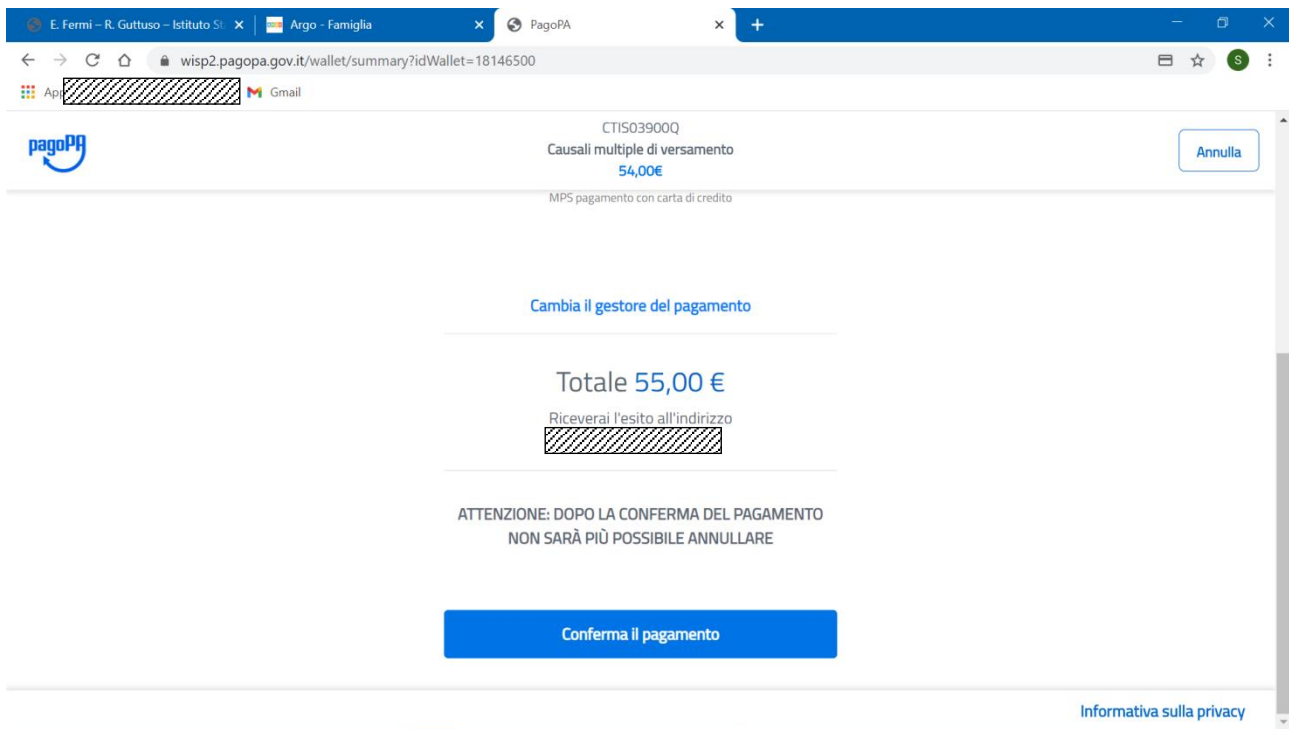 E. Fermi – R. Guttuso – Istituto St
Argo - Famiglia
PagoPA
wisp2.pagopa.gov.it/wallet/summary?idWallet=18146500
S
Gmail
pagoPA
CTIS03900Q
Causali multiple di versamento
54,00€
Annulla
MPS pagamento con carta di credito
Cambia il gestore del pagamento
Totale 55,00 €
Riceverai l'esito all'indirizzo
ATTENZIONE: DOPO LA CONFERMA DEL PAGAMENTO
NON SARÀ PIÙ POSSIBILE ANNULLARE
Conferma il pagamento
Informativa sulla privacy